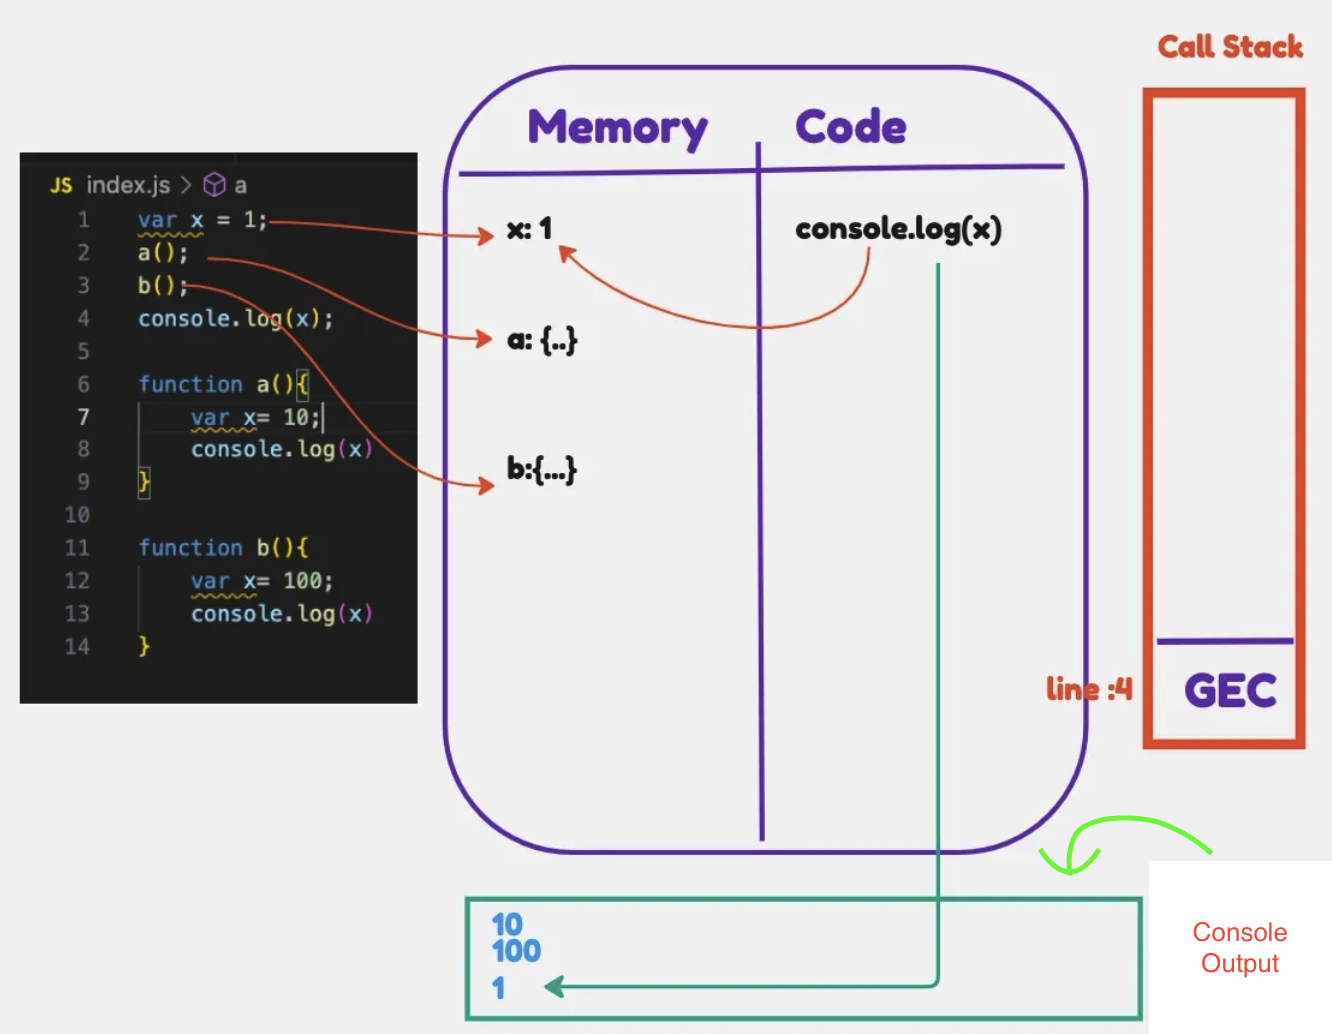 Call Stack
Memory Code
JS index.js > a
1 var x = 1;
2 a();
3 b();
4 console.log(x);
5
6 function a(){
7 var x= 10;
8 console.log(x)
9 }
10
11 function b(){
12 var x= 100;
13 console.log(x)
14 }
x: 1
console.log(x)
a: {..}
b:{...}
line :4
GEC
10
100
1
Console
Output